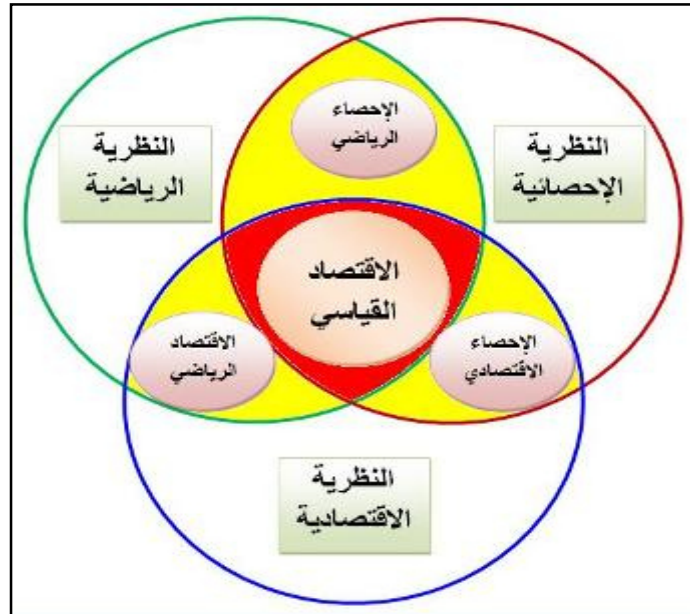 الإحصاء
الرياضي
النظرية
الإحصائية
النظرية
الرياضية
الاقتصاد
القياسي
الإحصاء
الاقتصادي
الاقتصاد
الرياضي
النظرية
الاقتصادية